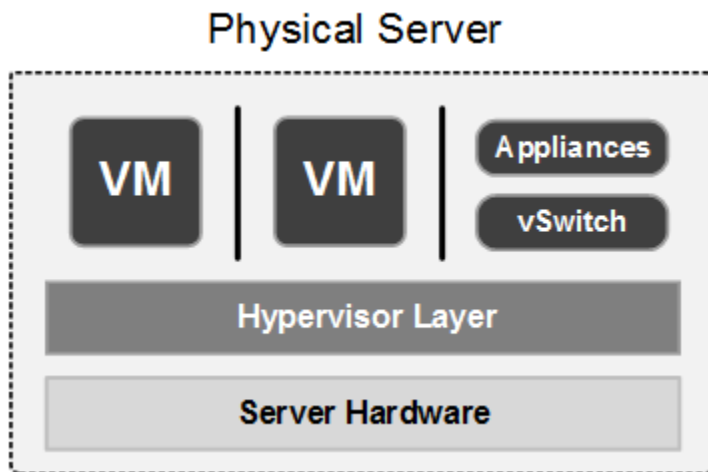 Physical Server
VM
VM
Appliances
vSwitch
Hypervisor Layer
Server Hardware